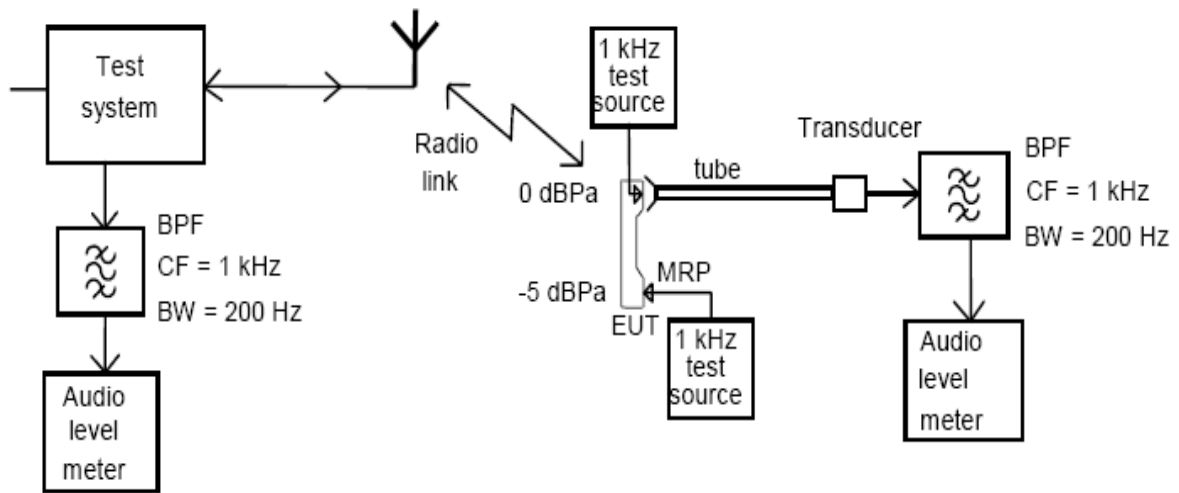 Test
system
BPF
CF = 1 kHz
BW = 200 Hz
Audio
level
meter
Radio
link
1 kHz
test
source
0 dBPa
-5 dBPa
EUT
MRP
1 kHz
test
source
tube
Transducer
BPF
CF = 1 kHz
BW = 200 Hz
Audio
level
meter